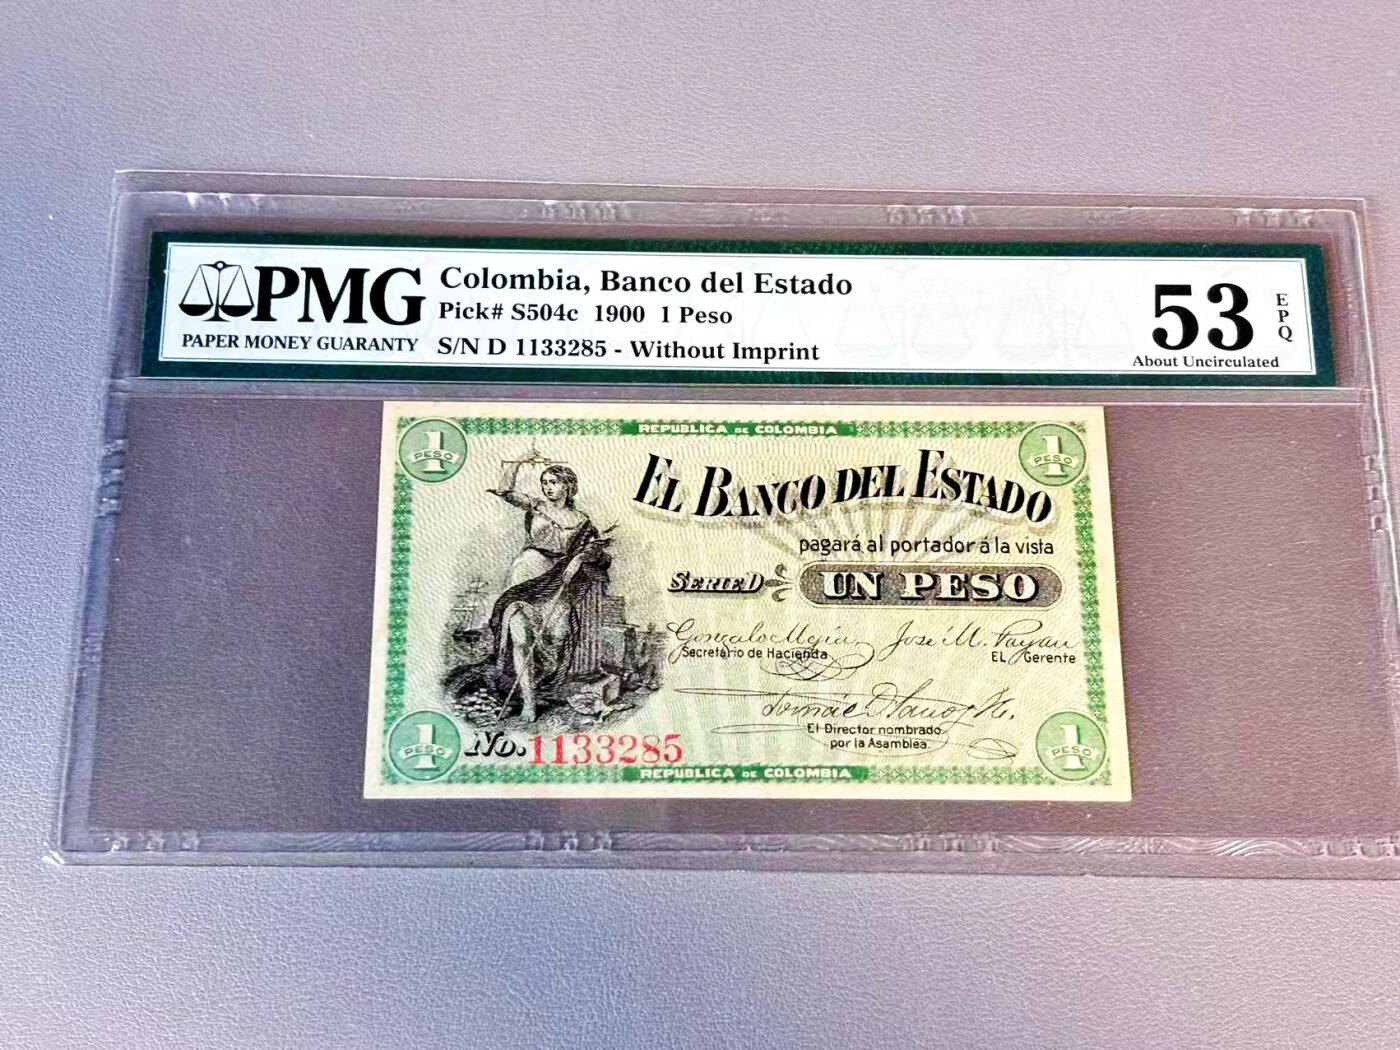 PMG
PAPER MONEY GUARANTY
Colombia, Banco del Estado
Pick# S504c 1900 1 Peso
S/N D 1133285 - Without Imprint
53
EPQ
About Uncirculated
REPUBLICA DE COLOMBIA
1 PESO
1 PESO
EL BANCO DEL ESTADO
pagará al portador á la vista
SERIE D UN PESO
Gonzalo Mejía José M. Payan
Secretario de Hacienda EL Gerente
El Director nombrado
por la Asamblea
No. 1133285
1 PESO
1 PESO
REPUBLICA DE COLOMBIA